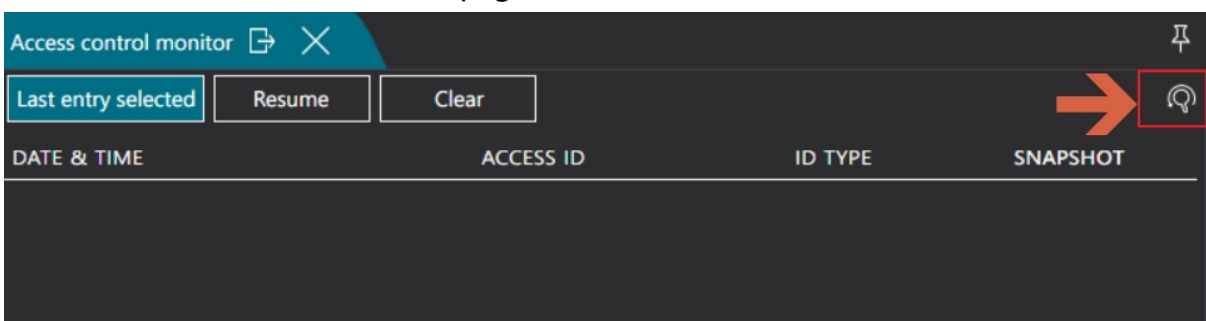 Access control monitor
Last entry selected Resume Clear
DATE & TIME ACCESS ID ID TYPE SNAPSHOT